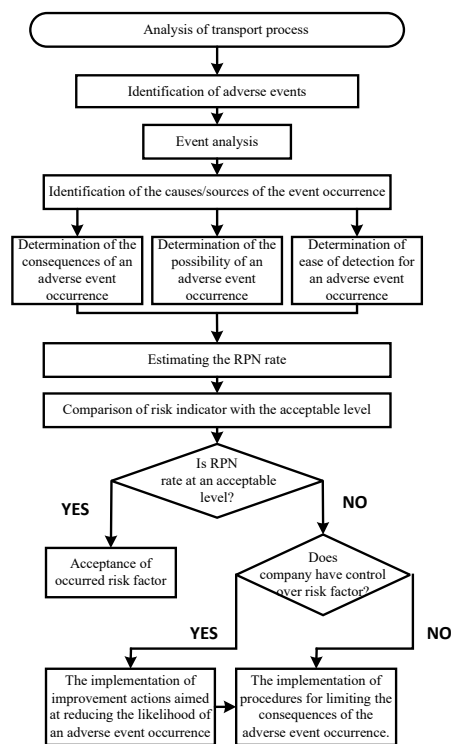 Analysis of transport process
Identification of adverse events
Event analysis
Identification of the causes/sources of the event occurrence
Determination of the
consequences of an
adverse event
occurrence
Determination of the
possibility of an
adverse event
occurrence
Determination of
ease of detection for
an adverse event
occurrence
Estimating the RPN rate
Comparison of risk indicator with the acceptable level
Is RPN
rate at an acceptable
level?
YES
NO
Acceptance of
occurred risk factor
Does
company have control
over risk factor?
YES
NO
The implementation of
improvement actions aimed
at reducing the likelihood of
an adverse event occurrence
The implementation of
procedures for limiting the
consequences of the
adverse event occurrence.